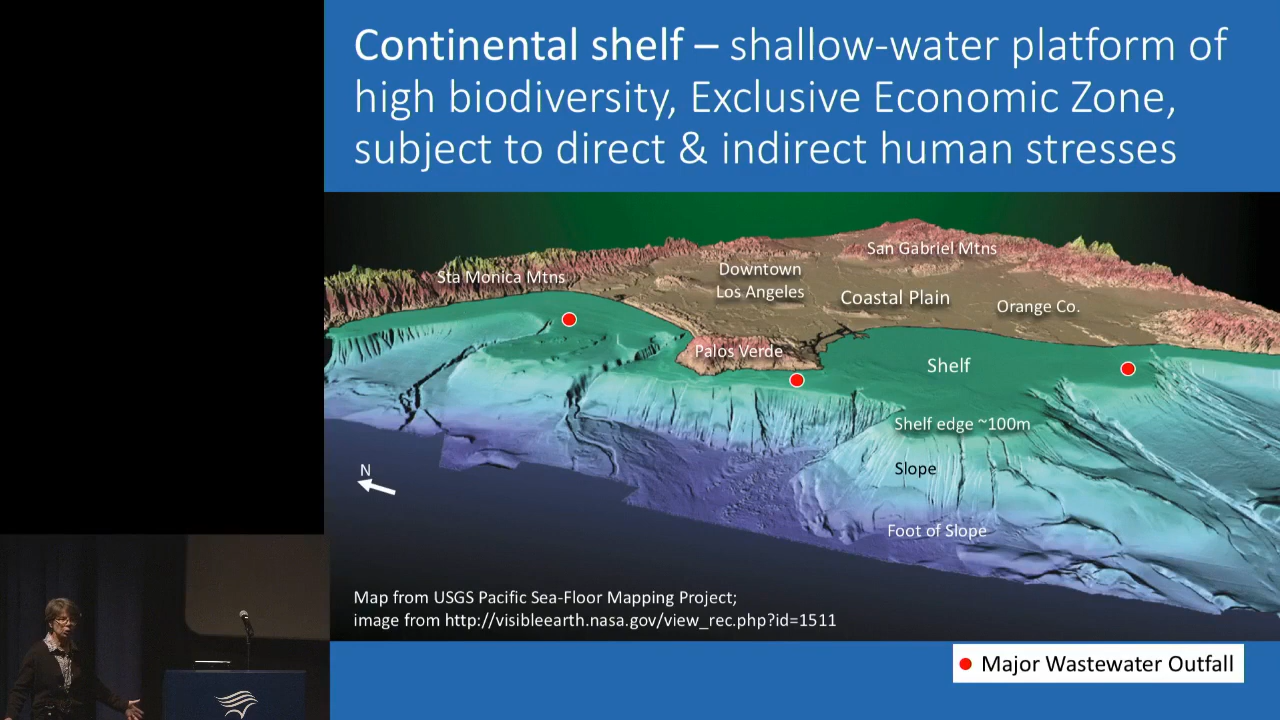 Continental shelf – shallow-water platform of
high biodiversity, Exclusive Economic Zone,
subject to direct & indirect human stresses
San Gabriel Mtns
Sta Monica Mtns
Downtown
Los Angeles
Coastal Plain
Orange Co.
Palos Verde
Shelf
Shelf edge ~100m
Slope
N
Foot of Slope
Map from USGS Pacific Sea-Floor Mapping Project;
image from http://visibleearth.nasa.gov/view_rec.php?id=1511
Major Wastewater Outfall